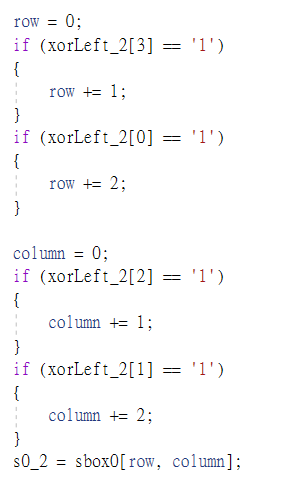 row = 0;
if (xorLeft_2[3] == '1')
{
row += 1;
}
if (xorLeft_2[0] == '1')
{
row += 2;
}
column = 0;
if (xorLeft_2[2] == '1')
{
column += 1;
}
if (xorLeft_2[1] == '1')
{
column += 2;
}
s0_2 = sbox0[row, column];